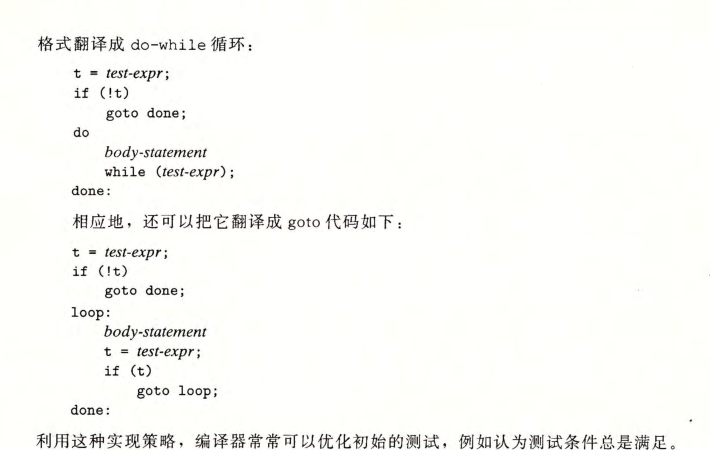 格式翻译成 do-while 循环：
t = test-expr;
if (!t)
goto done;
do
body-statement
while (test-expr);
done:
相应地，还可以把它翻译成 goto 代码如下：
t = test-expr;
if (!t)
goto done;
loop:
body-statement
t = test-expr;
if (t)
goto loop;
done:
利用这种实现策略，编译器常常可以优化初始的测试，例如认为测试条件总是满足。